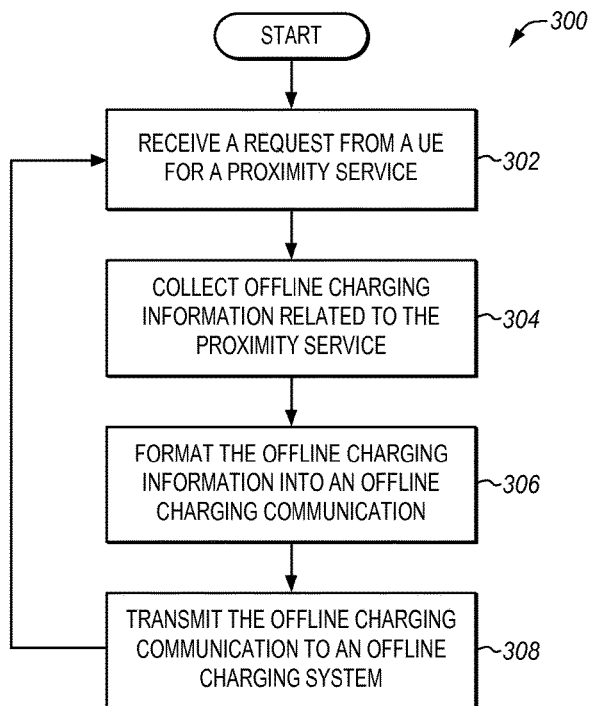 START
300
RECEIVE A REQUEST FROM A UE
FOR A PROXIMITY SERVICE
302
COLLECT OFFLINE CHARGING
INFORMATION RELATED TO THE
PROXIMITY SERVICE
304
FORMAT THE OFFLINE CHARGING
INFORMATION INTO AN OFFLINE
CHARGING COMMUNICATION
306
TRANSMIT THE OFFLINE CHARGING
COMMUNICATION TO AN OFFLINE
CHARGING SYSTEM
308